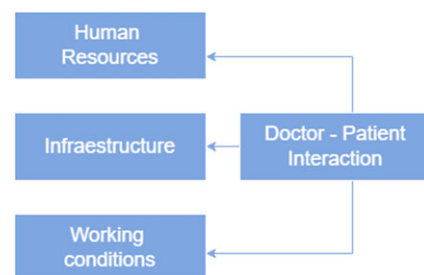 Human
Resources
Infraestructure
Doctor - Patient
Interaction
Working
conditions